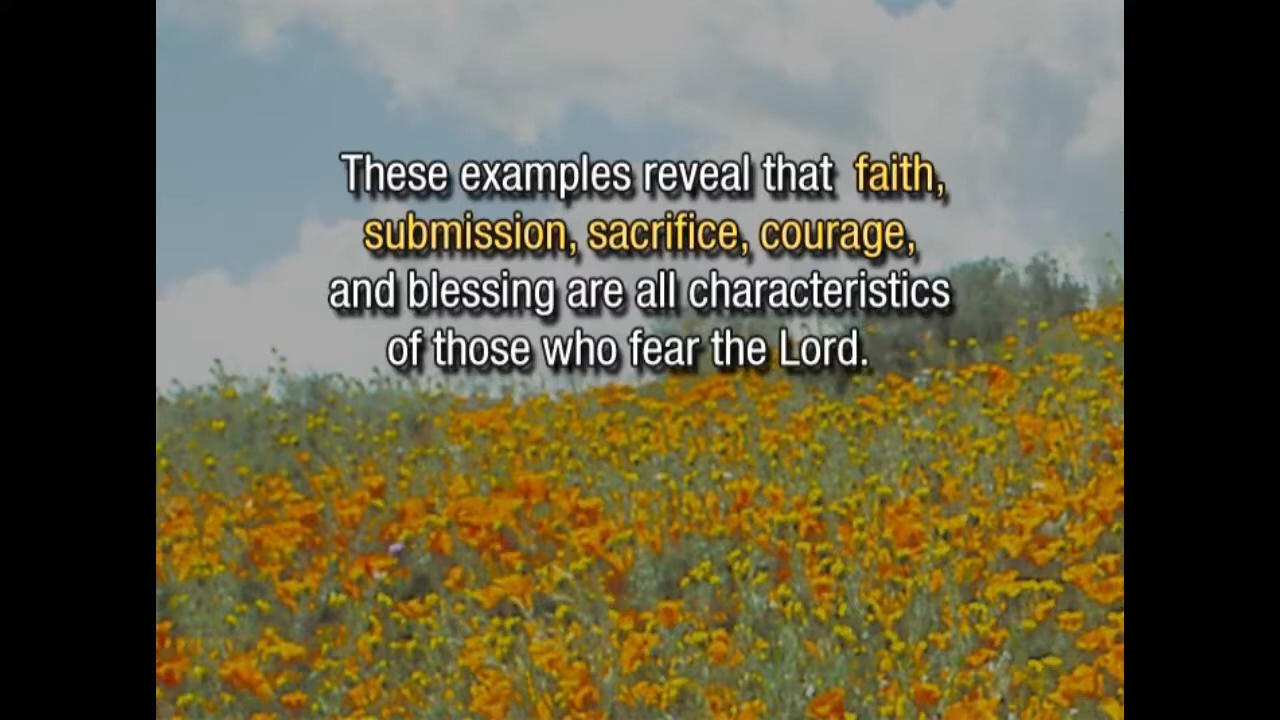 These examples reveal that faith,
submission, sacrifice, courage,
and blessing are all characteristics
of those who fear the Lord.